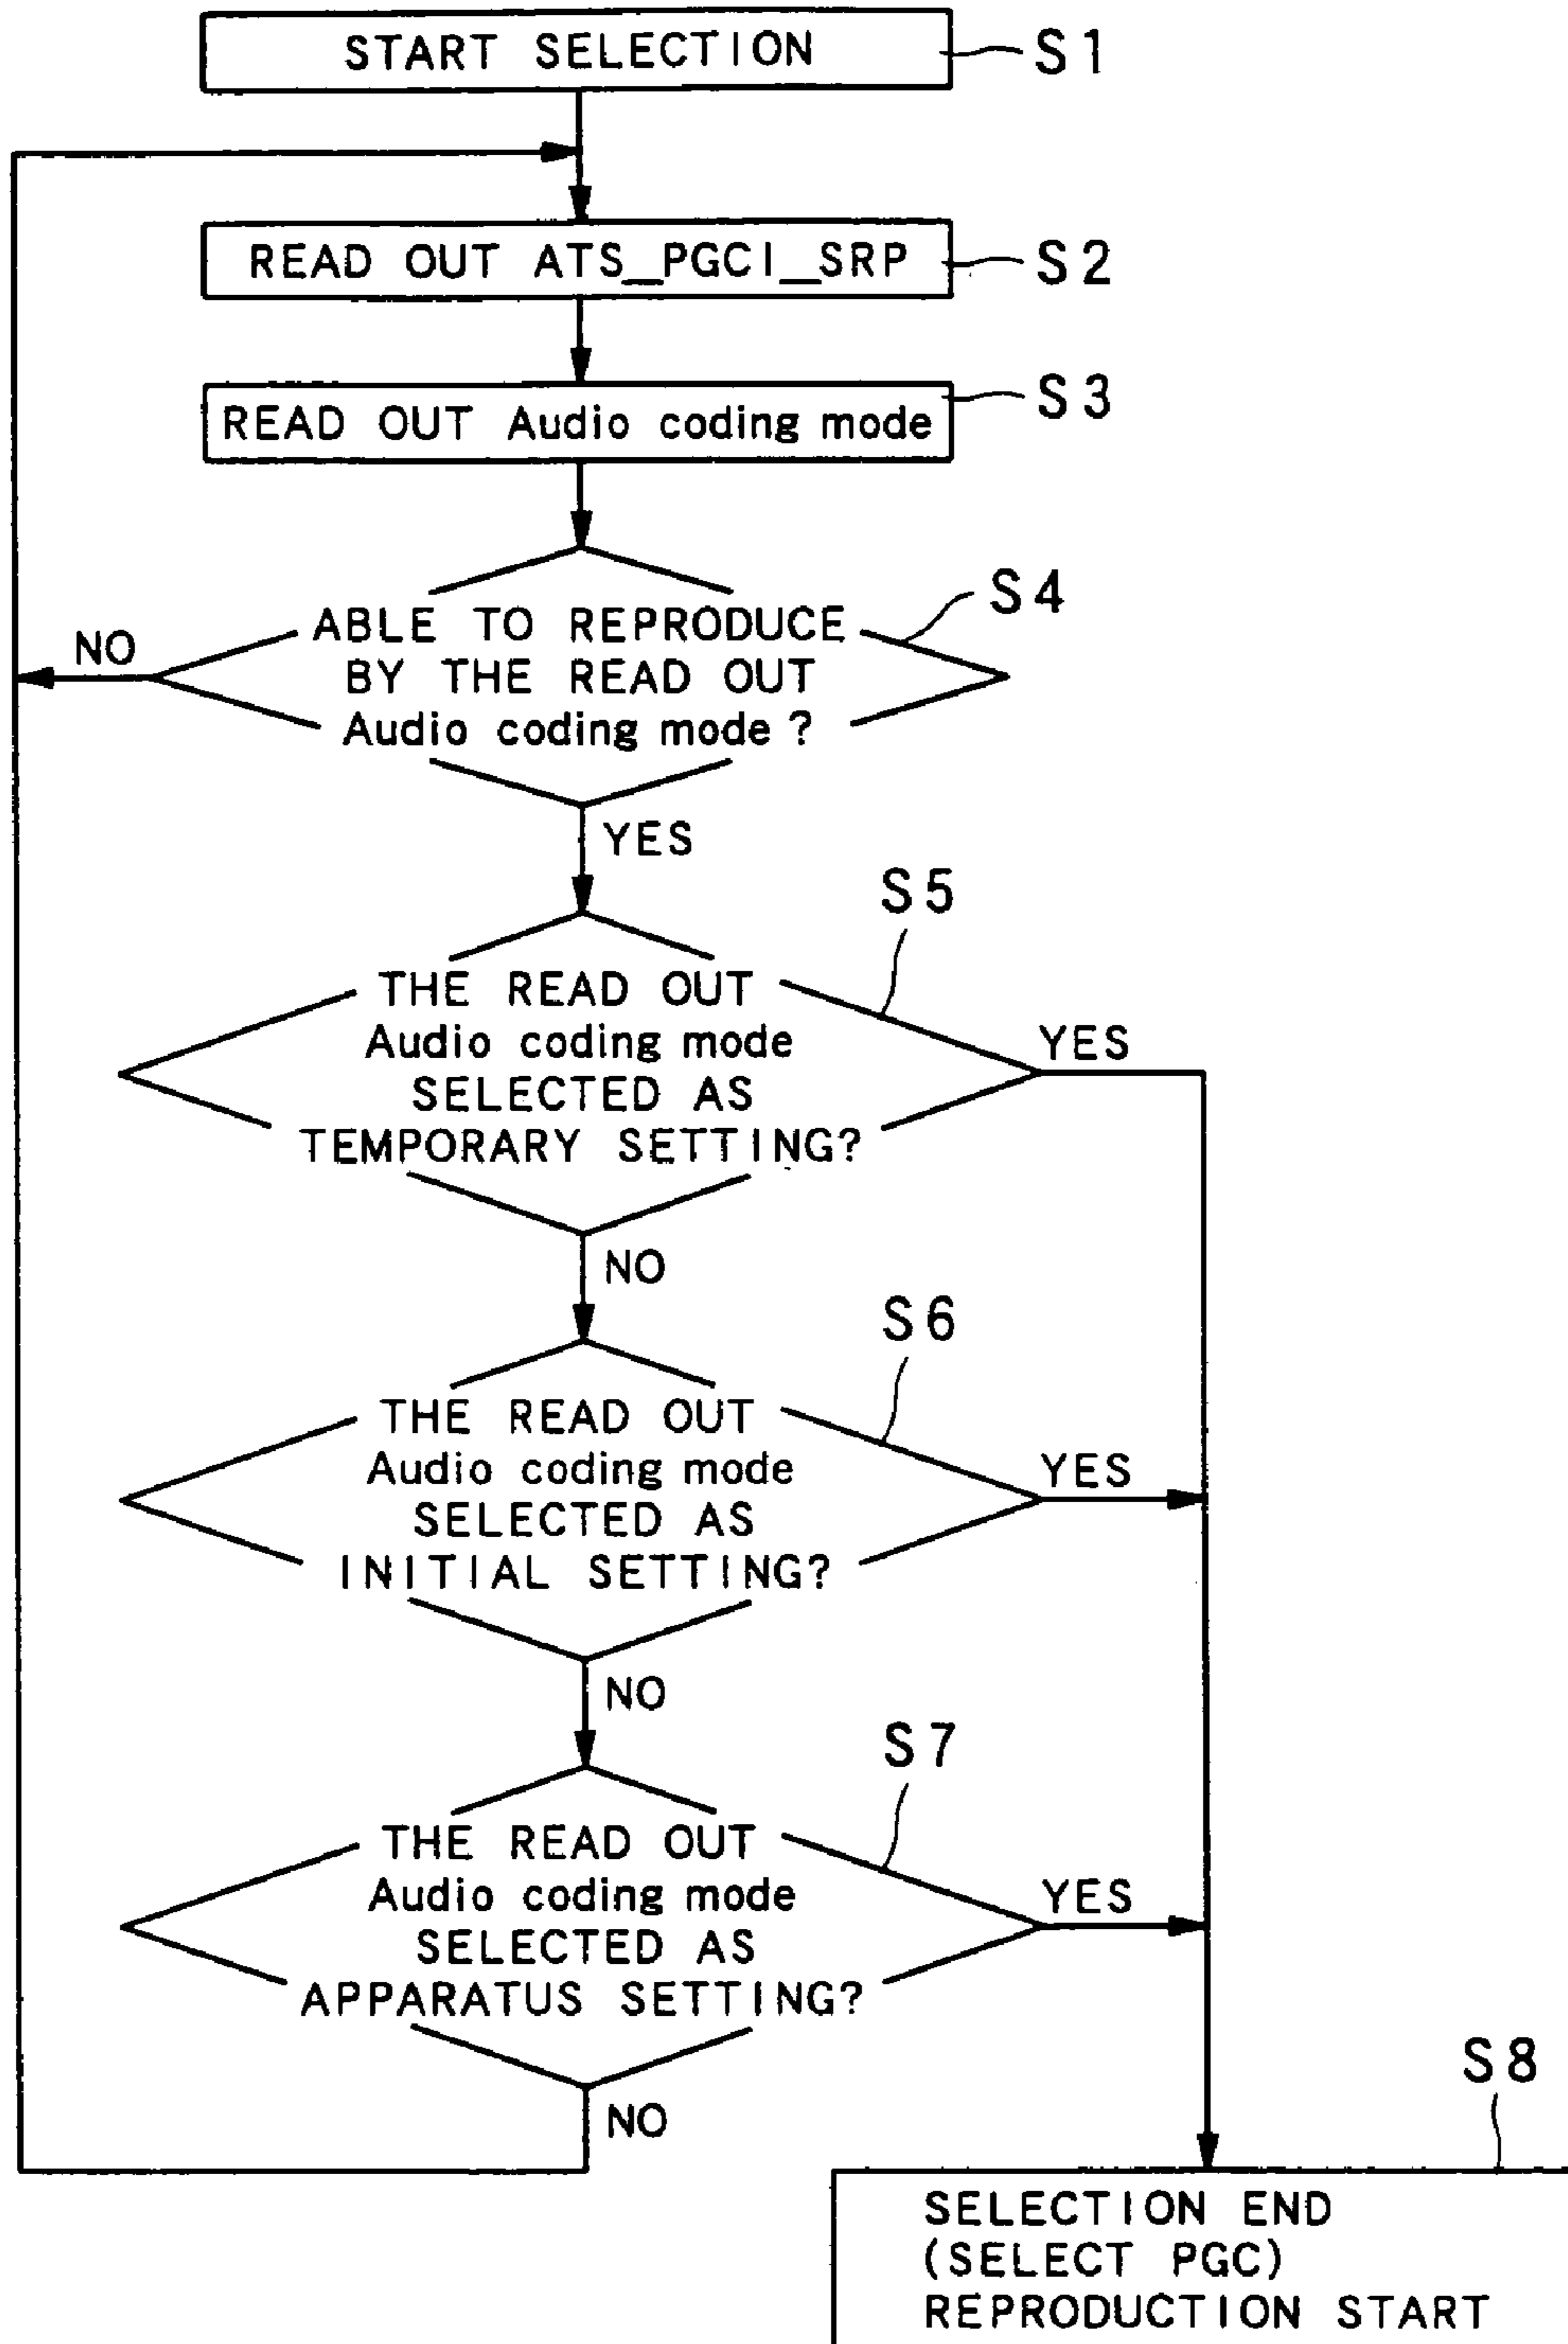 START SELECTION
S1
READ OUT ATS_PGCI_SRP
S2
READ OUT Audio coding mode
S3
ABLE TO REPRODUCE
BY THE READ OUT
Audio coding mode ?
S4
NO
YES
THE READ OUT
Audio coding mode
SELECTED AS
TEMPORARY SETTING?
S5
YES
NO
THE READ OUT
Audio coding mode
SELECTED AS
INITIAL SETTING?
S6
YES
NO
THE READ OUT
Audio coding mode
SELECTED AS
APPARATUS SETTING?
S7
YES
NO
S8
SELECTION END
(SELECT PGC)
REPRODUCTION START